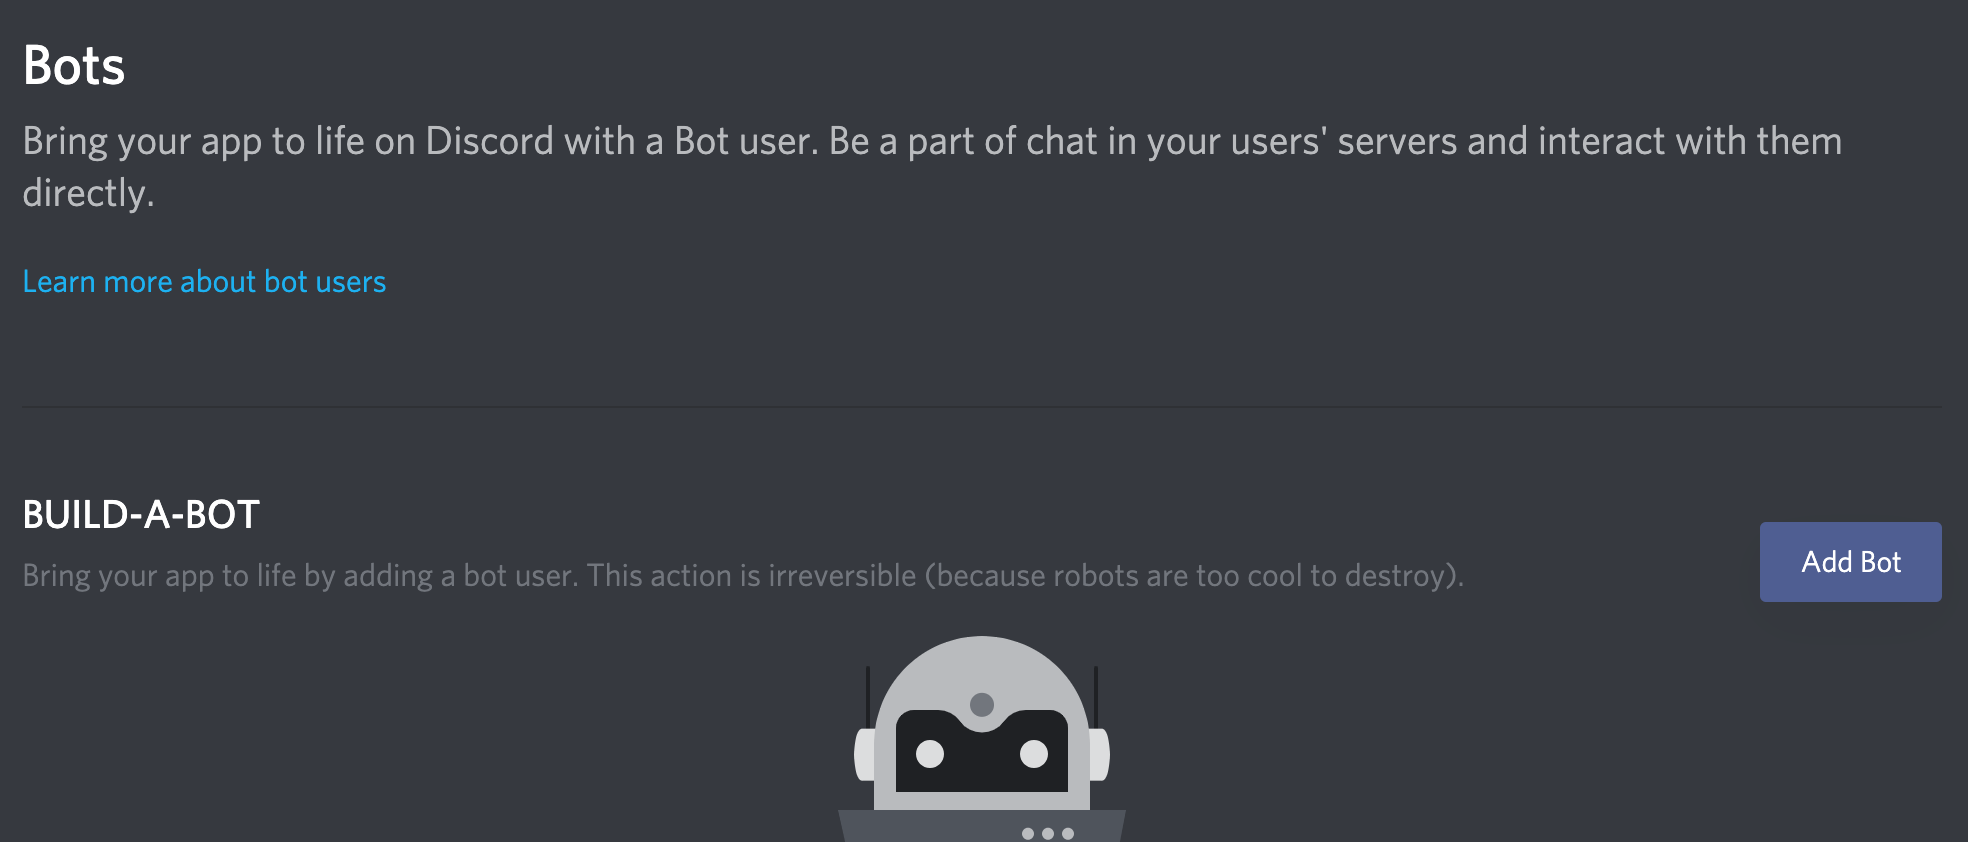 Bots
Bring your app to life on Discord with a Bot user. Be a part of chat in your users' servers and interact with them
directly.
Learn more about bot users
BUILD-A-BOT
Bring your app to life by adding a bot user. This action is irreversible (because robots are too cool to destroy).
Add Bot